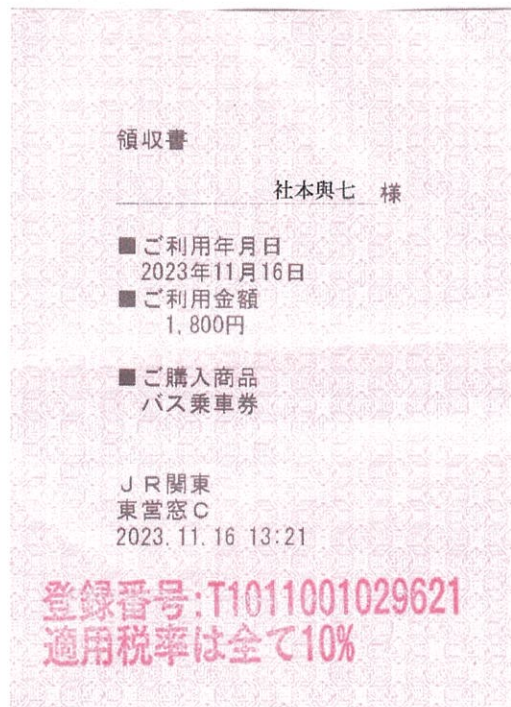 領収書
社本與七 様
■ご利用年月日
2023年11月16日
■ご利用金額
1,800円
■ご購入商品
バス乗車券
JR関東
東営窓C
2023.11.16 13:21
登録番号:T1011001029621
適用税率は全て10%